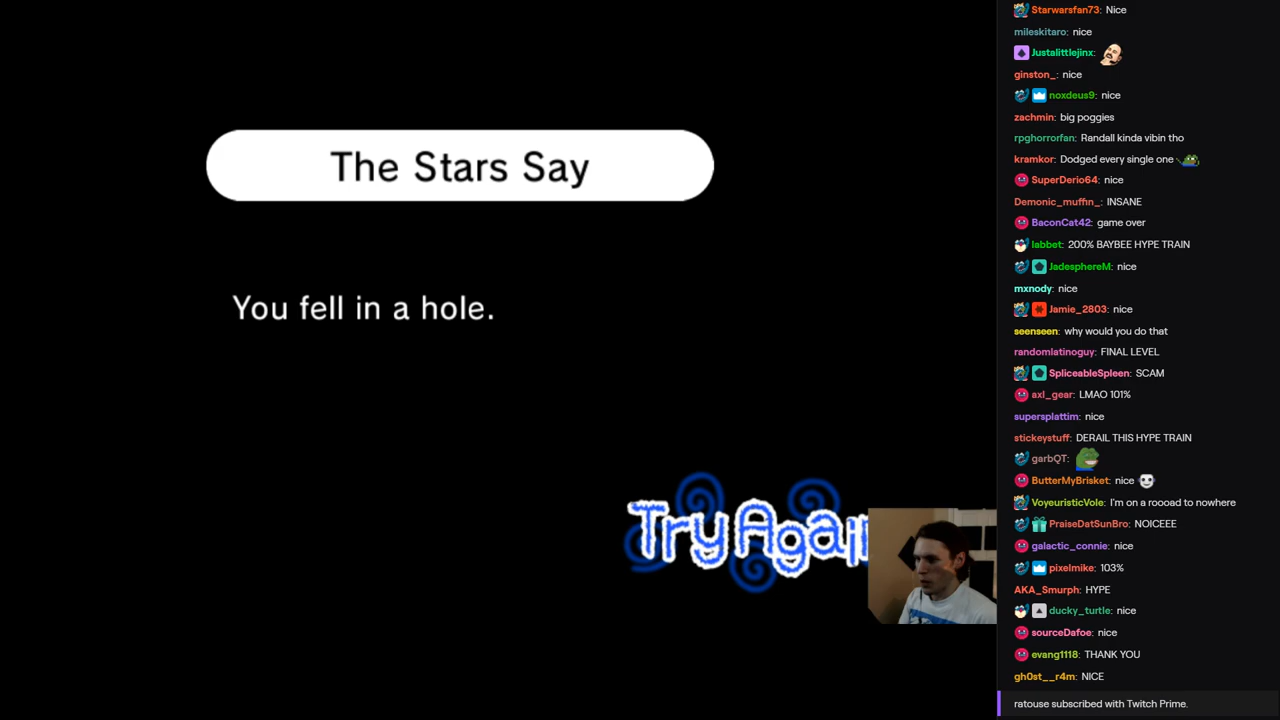 The Stars Say
You fell in a hole.
Try Again
Starwarsfan73: Nice
mileskitaro: nice
Justalittlejinx:
ginston_: nice
noxdeus9: nice
zachmin: big poggies
rpghorrorfan: Randall kinda vibin tho
kramkor: Dodged every single one
SuperDerio64: nice
Demonic_muffin_: INSANE
BaconCat42: game over
labbet: 200% BAYBEE HYPE TRAIN
JadesphereM: nice
mxnody: nice
Jamie_2803: nice
seenseen: why would you do that
randomlatinoguy: FINAL LEVEL
SpliceableSpleen: SCAM
axl_gear: LMAO 101%
supersplattim: nice
stickeystuff: DERAIL THIS HYPE TRAIN
garbQT:
ButterMyBrisket: nice
VoyeuristicVole: I'm on a roooad to nowhere
PraiseDatSunBro: NOICEEE
galactic_connie: nice
pixelmike: 103%
AKA_Smurph: HYPE
ducky_turtle: nice
sourceDafoe: nice
evang1118: THANK YOU
gh0st__r4m: NICE
ratouse subscribed with Twitch Prime.